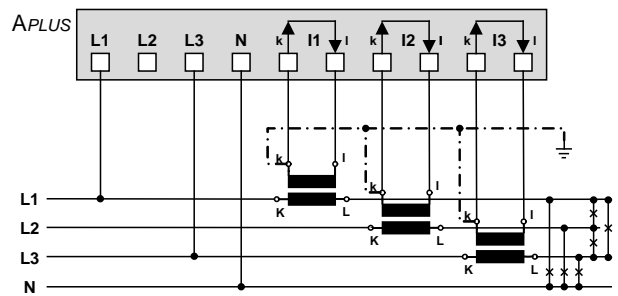 APLUS
L1 L2 L3 N k I1 l k I2 l k I3 l
k l
k l
L1 K L
k l
L2 K L
L3 K L
N